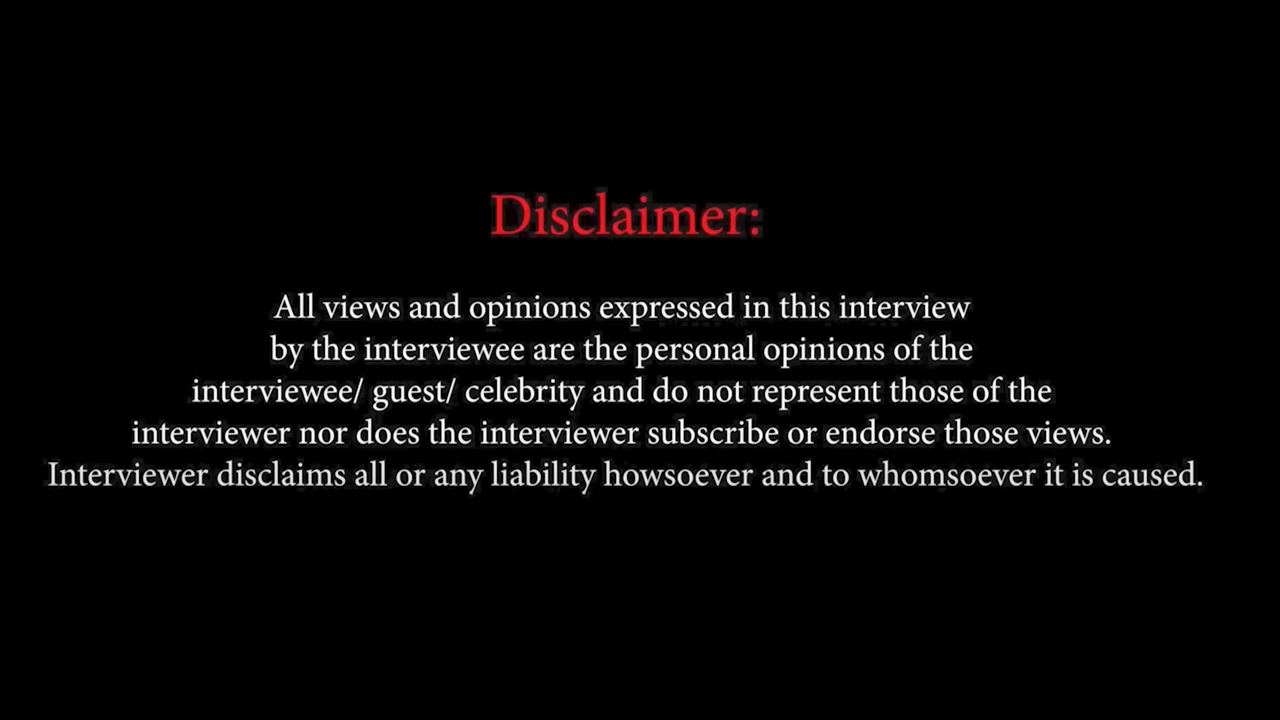 Disclaimer:
All views and opinions expressed in this interview
by the interviewee are the personal opinions of the
interviewee/ guest/ celebrity and do not represent those of the
interviewer nor does the interviewer subscribe or endorse those views.
Interviewer disclaims all or any liability howsoever and to whomsoever it is caused.